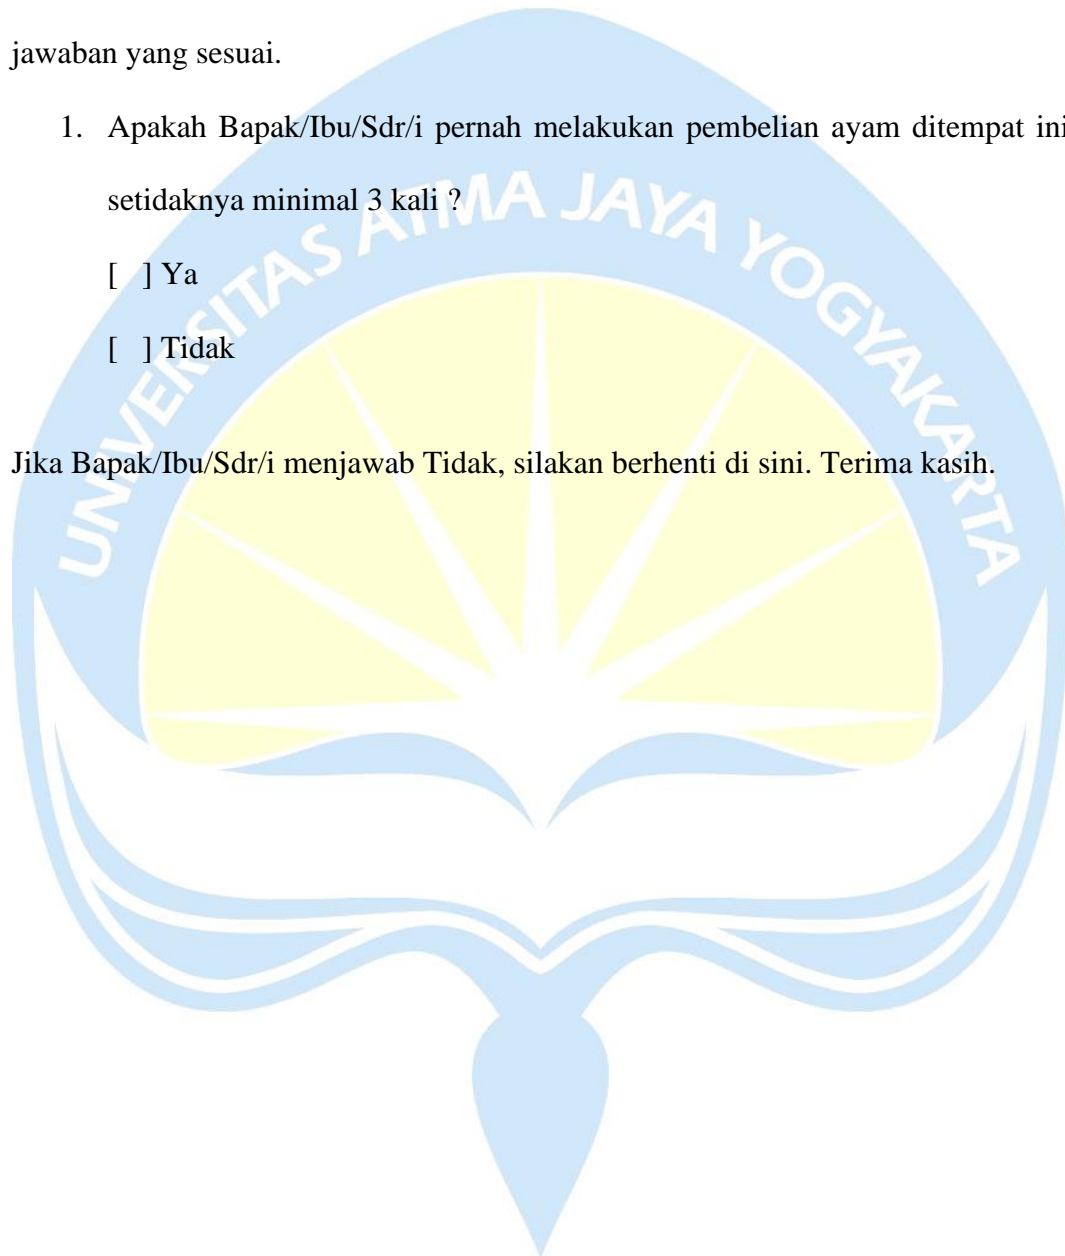 jawaban yang sesuai.
1. Apakah Bapak/Ibu/Sdr/i pernah melakukan pembelian ayam ditempat ini
setidaknya minimal 3 kali ?
[ ] Ya
[ ] Tidak
Jika Bapak/Ibu/Sdr/i menjawab Tidak, silakan berhenti di sini. Terima kasih.
UNIVERSITAS ATMA JAYA YOGYAKARTA